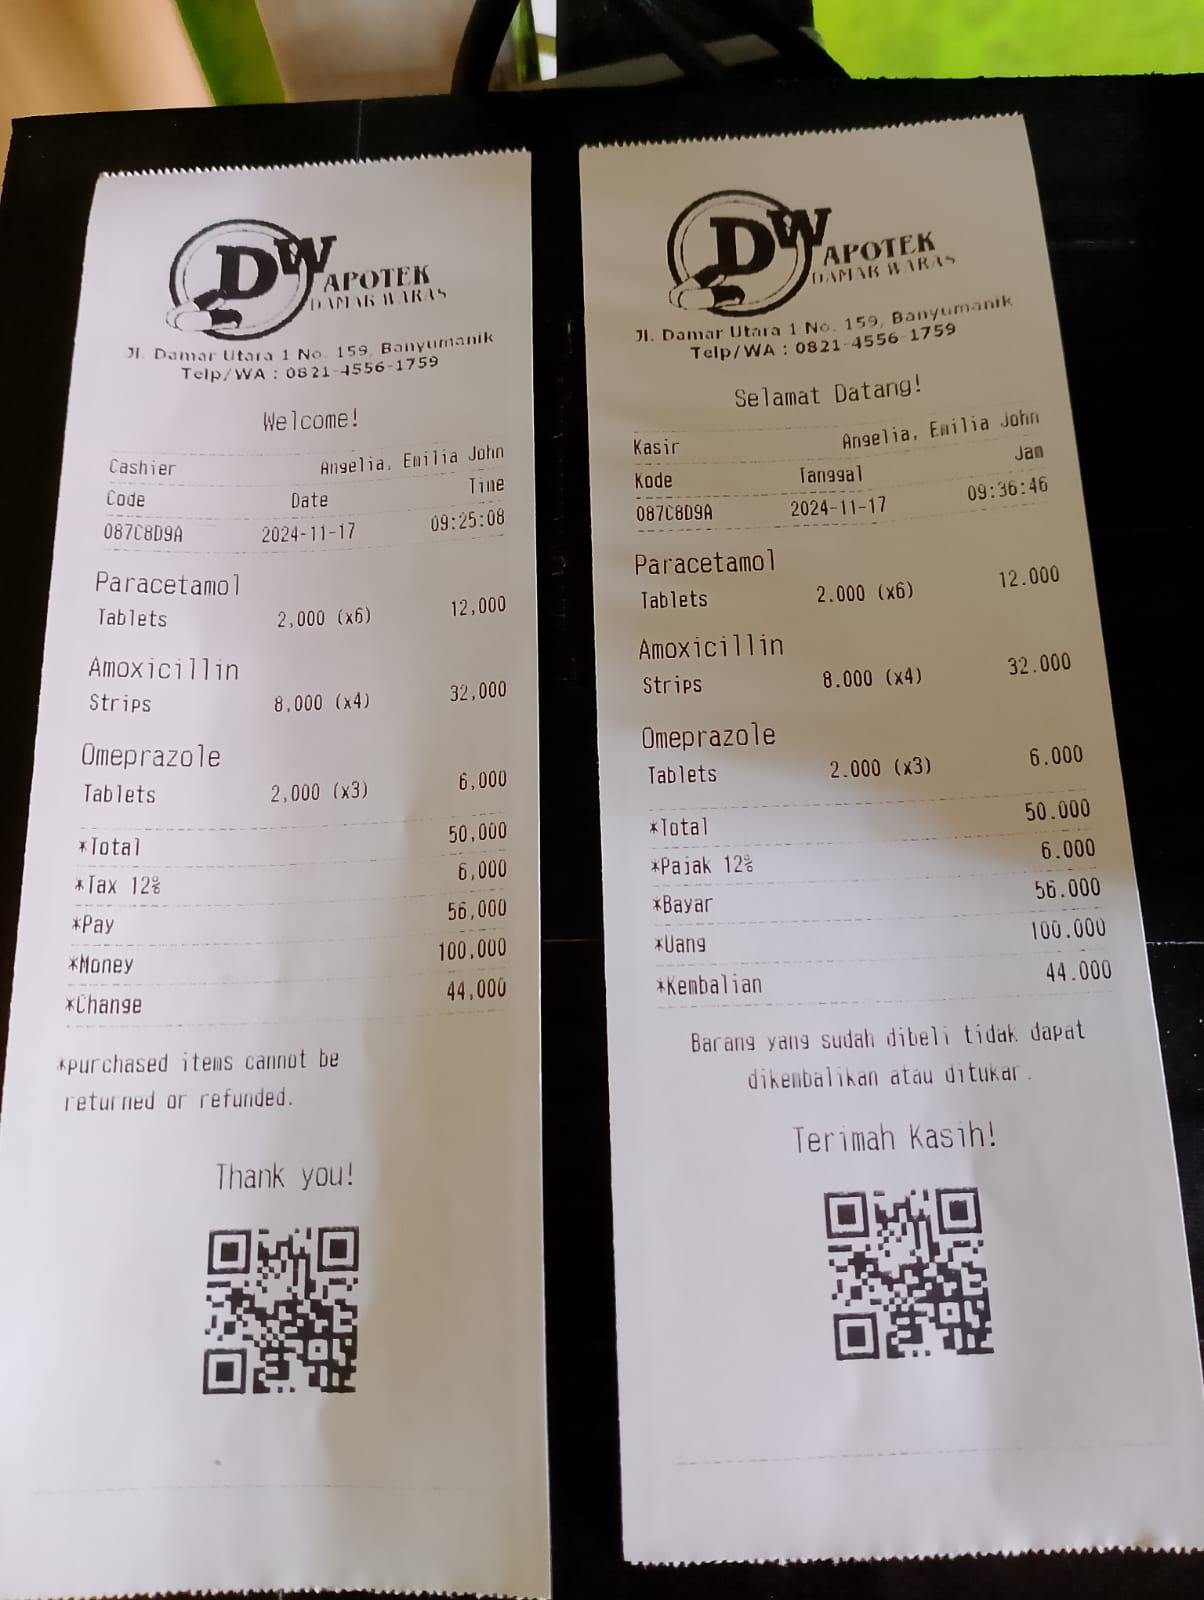 DW
APOTEK
DAMAR WARAS
Jl. Damar Utara 1 No. 159, Banyumanik
Telp/WA : 0821-4556-1759
Welcome!
Cashier Angelia, Emilia John
Code Date Time
087C8D9A 2024-11-17 09:25:08
Paracetamol
Tablets 2,000 (x6) 12,000
Amoxicillin
Strips 8,000 (x4) 32,000
Omeprazole
Tablets 2,000 (x3) 6,000
*Total 50,000
*Tax 12% 6,000
*Pay 56,000
*Money 100,000
*Change 44,000
*purchased items cannot be
returned or refunded.
Thank you!
DW
APOTEK
DAMAR WARAS
Jl. Damar Utara 1 No. 159, Banyumanik
Telp/WA : 0821-4556-1759
Selamat Datang!
Kasir Angelia, Emilia John
Kode Tanggal Jam
087C8D9A 2024-11-17 09:36:46
Paracetamol
Tablets 2.000 (x6) 12.000
Amoxicillin
Strips 8.000 (x4) 32.000
Omeprazole
Tablets 2.000 (x3) 6.000
*Total 50.000
*Pajak 12% 6.000
*Bayar 56.000
*Uang 100.000
*Kembalian 44.000
Barang yang sudah dibeli tidak dapat
dikembalikan atau ditukar.
Terimah Kasih!